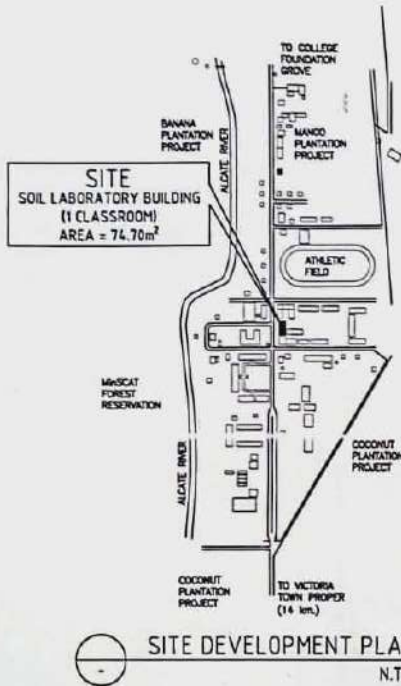 TO COLLEGE
FOUNDATION
GROVE
BANANA
PLANTATION
PROJECT
ALCATE RIVER
MANGO
PLANTATION
PROJECT
SITE
SOIL LABORATORY BUILDING
(1 CLASSROOM)
AREA = 74.70m²
ATHLETIC
FIELD
MinSCAT
FOREST
RESERVATION
ALCATE RIVER
COCONUT
PLANTATION
PROJECT
COCONUT
PLANTATION
PROJECT
TO VICTORIA
TOWN PROPER
(14 km.)
SITE DEVELOPMENT PLA
N.T